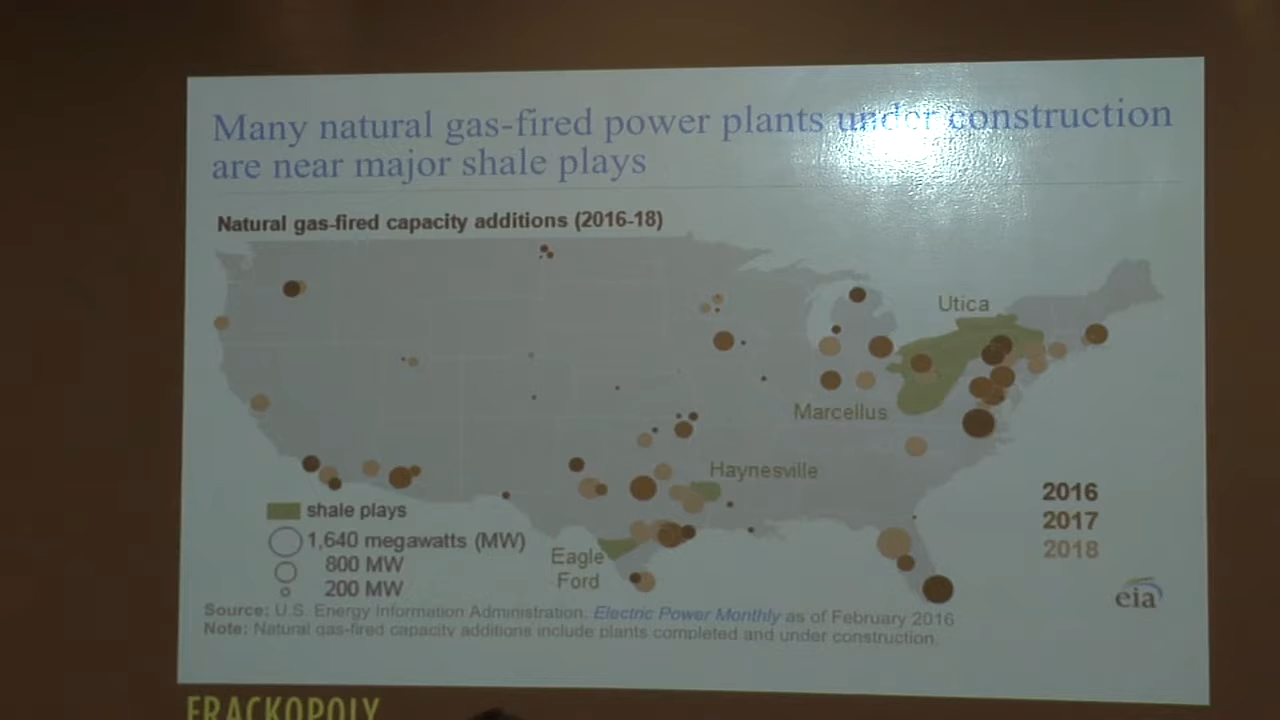 Many natural gas-fired power plants under construction
are near major shale plays
Natural gas-fired capacity additions (2016-18)
Utica
Marcellus
Haynesville
2016
2017
2018
shale plays
1,640 megawatts (MW)
800 MW
200 MW
Eagle
Ford
eia
Source: U.S. Energy Information Administration. Electric Power Monthly as of February 2016
Note: Natural gas-fired capacity additions include plants completed and under construction.
FRACKOPOLY